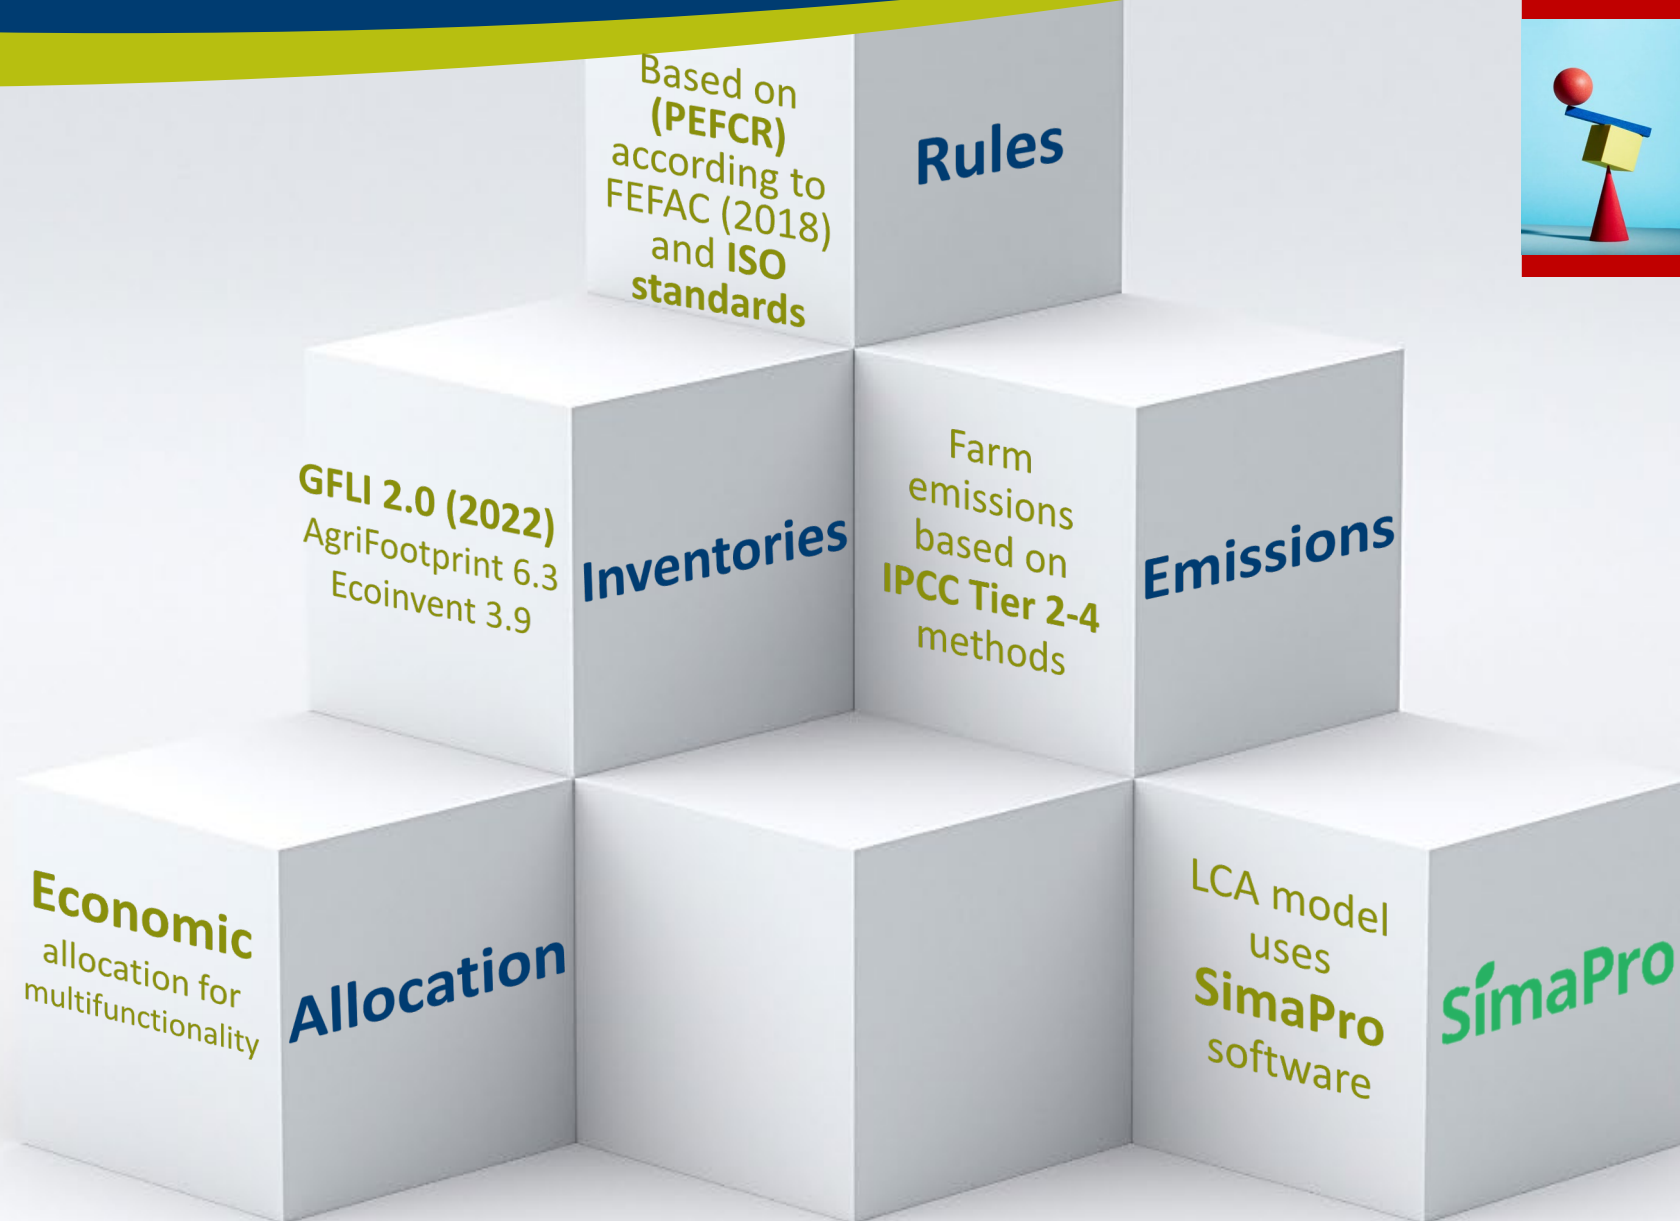 Based on
(PEFCR)
according to
FEFAC (2018)
and ISO
standards
Rules
GFLI 2.0 (2022)
AgriFootprint 6.3
Ecoinvent 3.9
Inventories
Farm
emissions
based on
IPCC Tier 2-4
methods
Emissions
Economic
allocation for
multifunctionality
Allocation
LCA model
uses
SimaPro
software
SimaPro